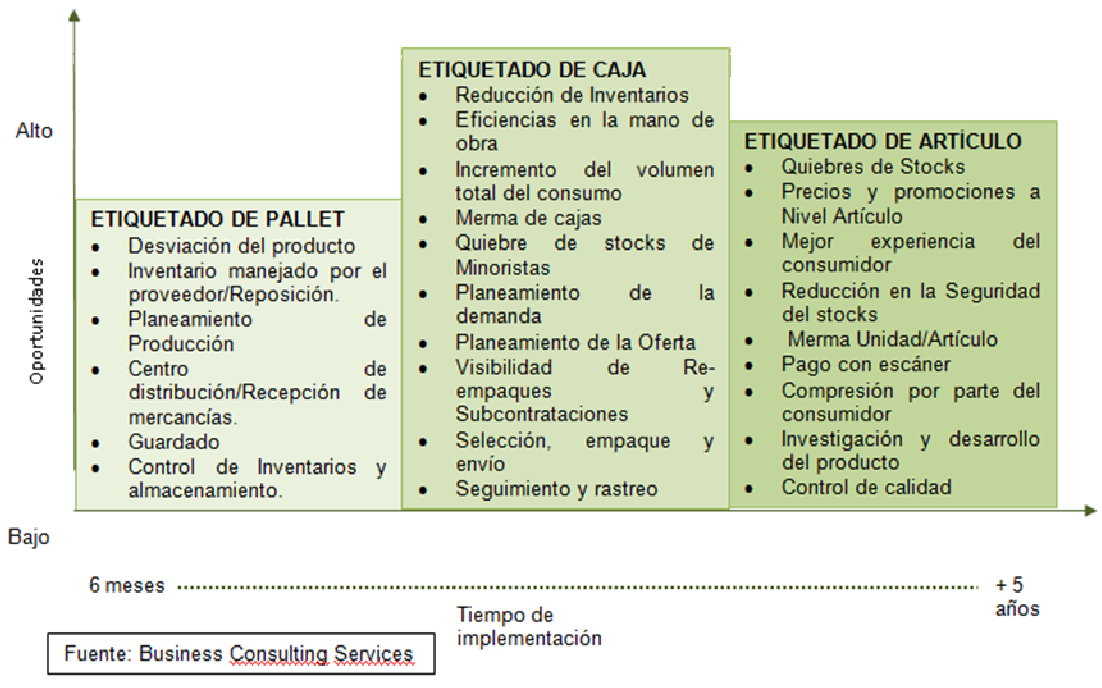 Alto
Oportunidades
Bajo
ETIQUETADO DE PALLET
• Desviación del producto
• Inventario manejado por el
proveedor/Reposición.
• Planeamiento de
Producción
• Centro de
distribución/Recepción de
mercancías.
• Guardado
• Control de Inventarios y
almacenamiento.
ETIQUETADO DE CAJA
• Reducción de Inventarios
• Eficiencias en la mano de
obra
• Incremento del volumen
total del consumo
• Merma de cajas
• Quiebre de stocks de
Minoristas
• Planeamiento de la
demanda
• Planeamiento de la Oferta
• Visibilidad de Re-
empaques y
Subcontrataciones
• Selección, empaque y
envío
• Seguimiento y rastreo
ETIQUETADO DE ARTÍCULO
• Quiebres de Stocks
• Precios y promociones a
Nivel Artículo
• Mejor experiencia del
consumidor
• Reducción en la Seguridad
del stocks
• Merma Unidad/Artículo
• Pago con escáner
• Compresión por parte del
consumidor
• Investigación y desarrollo
del producto
• Control de calidad
6 meses
+ 5
años
Tiempo de
implementación
Fuente: Business Consulting Services